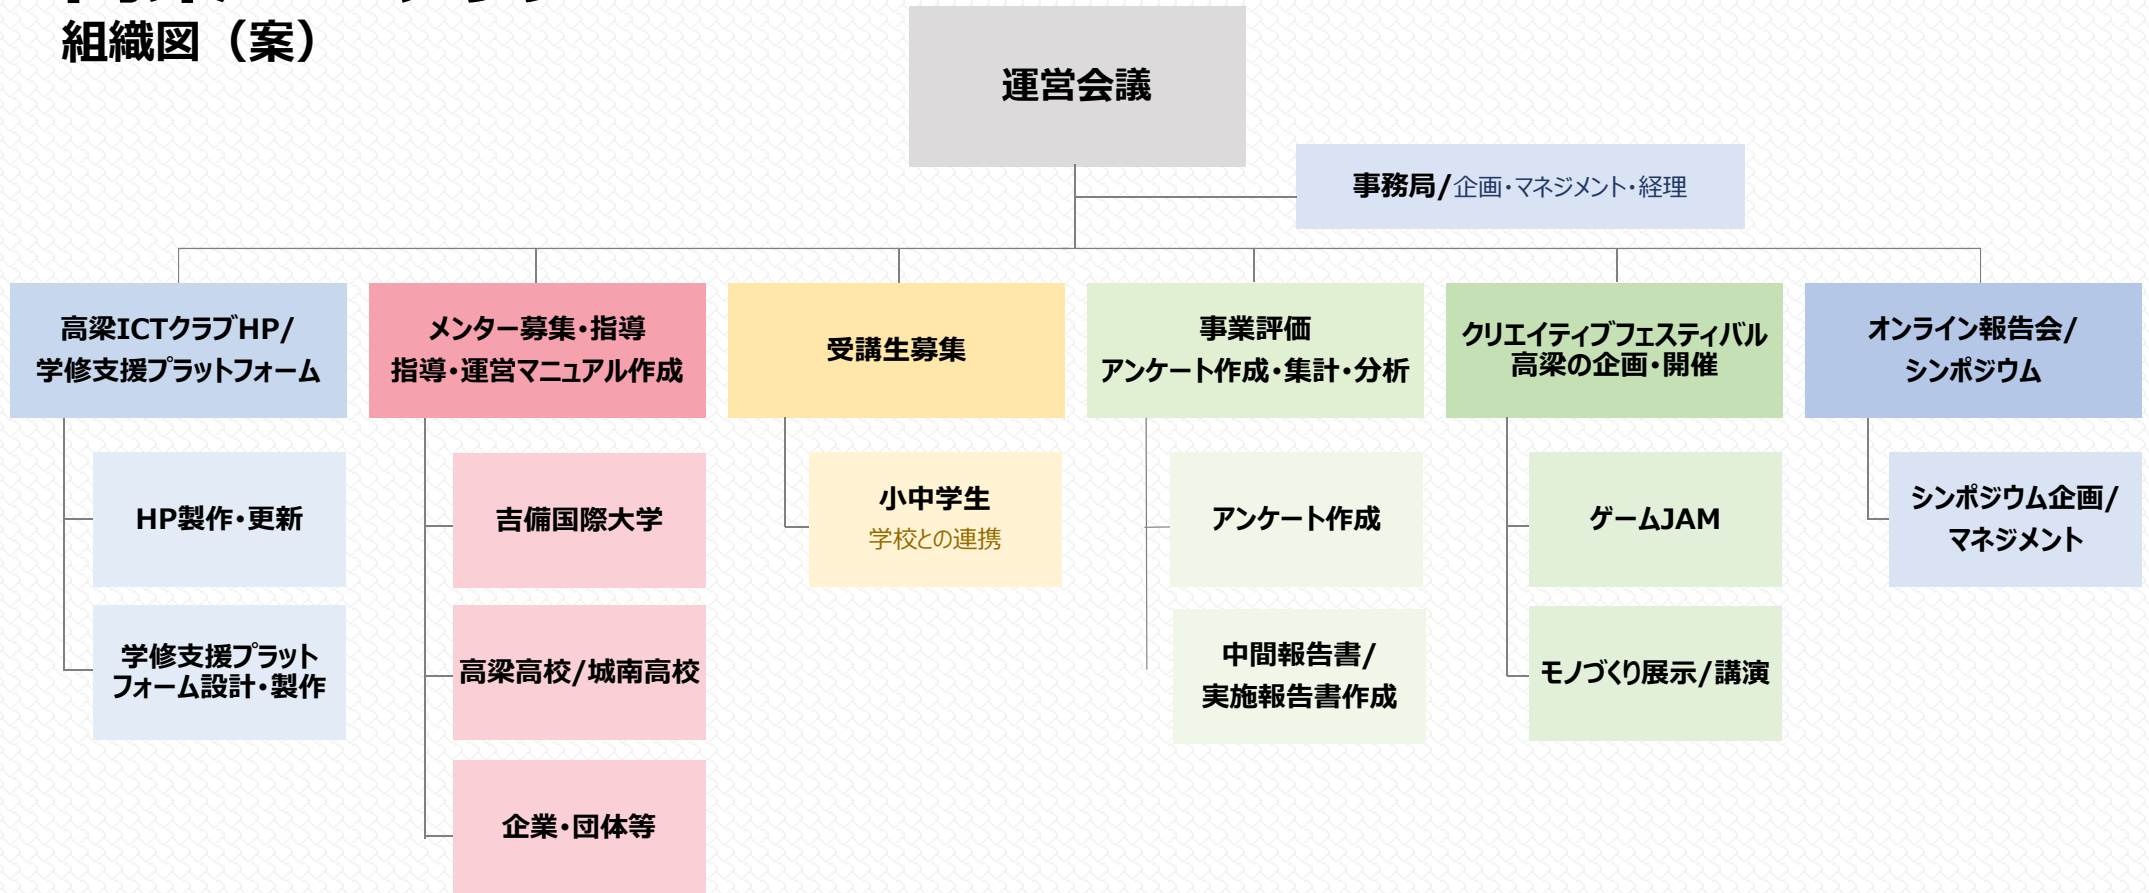 組織図（案）
運営会議
事務局/企画・マネジメント・経理
高梁ICTクラブHP/
学修支援プラットフォーム
メンター募集・指導
指導・運営マニュアル作成
受講生募集
事業評価
アンケート作成・集計・分析
クリエイティブフェスティバル
高梁の企画・開催
オンライン報告会/
シンポジウム
HP製作・更新
学修支援プラット
フォーム設計・製作
吉備国際大学
高梁高校/城南高校
企業・団体等
小中学生
学校との連携
アンケート作成
中間報告書/
実施報告書作成
ゲームJAM
モノづくり展示/講演
シンポジウム企画/
マネジメント